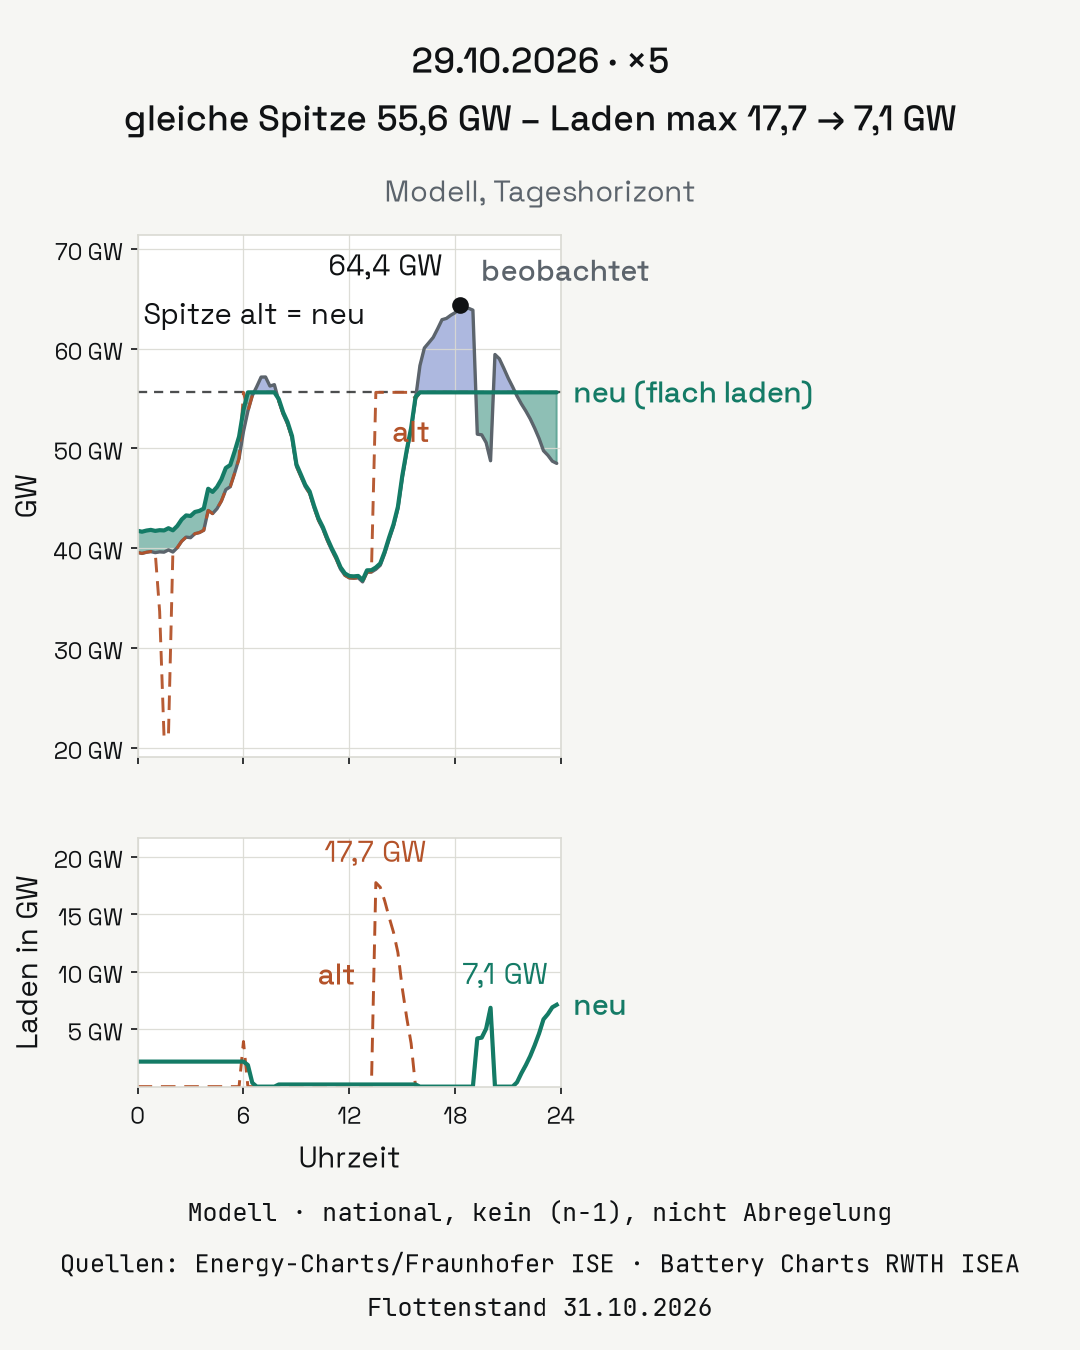 29.10.2026 · ×5
gleiche Spitze 55,6 GW – Laden max 17,7 → 7,1 GW
Modell, Tageshorizont
70 GW
64,4 GW
beobachtet
Spitze alt = neu
60 GW
neu (flach laden)
alt
50 GW
GW
40 GW
30 GW
20 GW
17,7 GW
20 GW
15 GW
Laden in GW
alt
10 GW
7,1 GW
neu
5 GW
0 6 12 18 24
Uhrzeit
Modell · national, kein (n-1), nicht Abregelung
Quellen: Energy-Charts/Fraunhofer ISE · Battery Charts RWTH ISEA
Flottenstand 31.10.2026